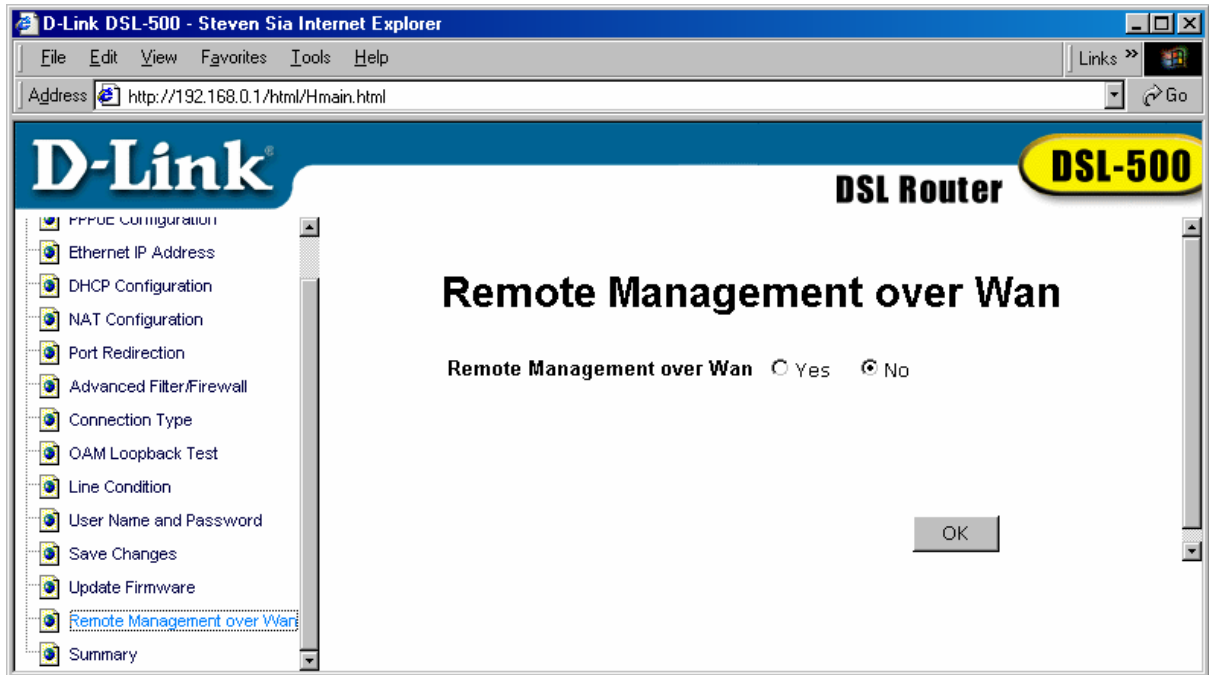 D-Link DSL-500 - Steven Sia Internet Explorer
File Edit View Favorites Tools Help Links »
Address http://192.168.0.1/html/Hmain.html Go
D-Link®
DSL Router DSL-500
PPPoE Configuration
Ethernet IP Address
DHCP Configuration
NAT Configuration
Port Redirection
Advanced Filter/Firewall
Connection Type
OAM Loopback Test
Line Condition
User Name and Password
Save Changes
Update Firmware
Remote Management over Wan
Summary
Remote Management over Wan
Remote Management over Wan Yes No
OK